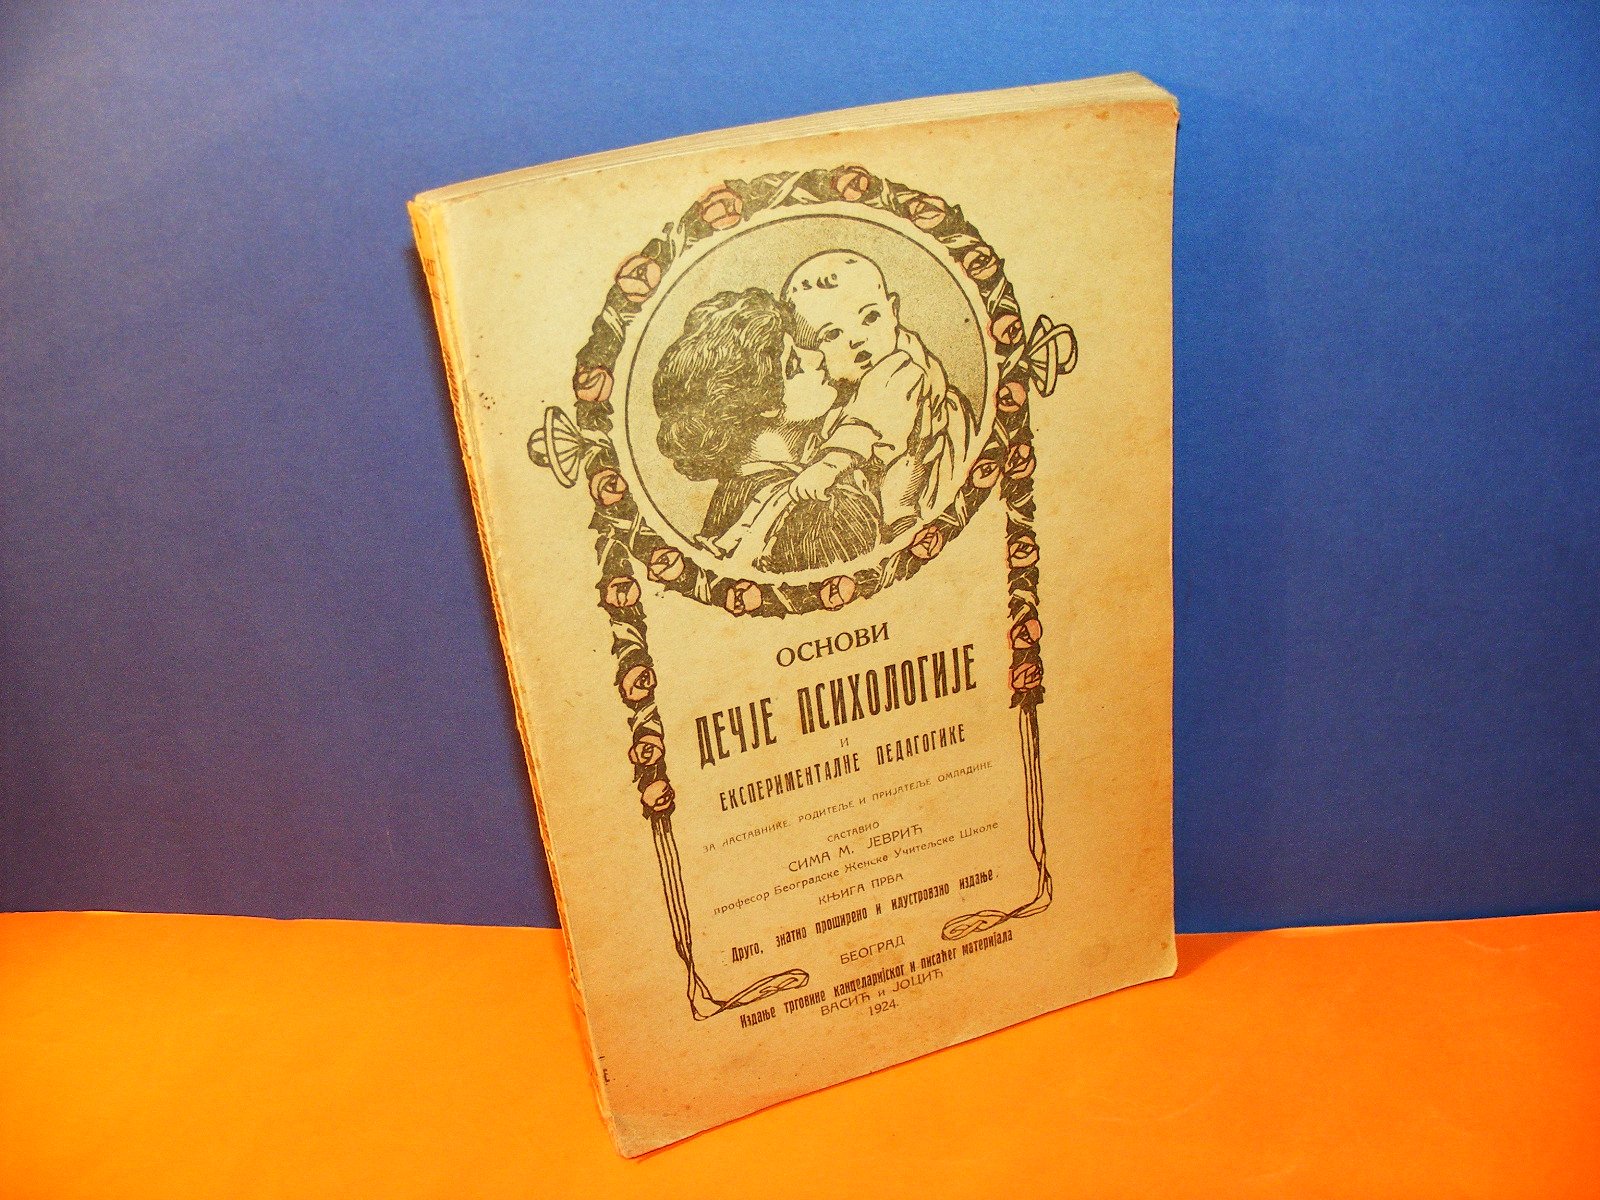 ОСНОВИ
ДЕЧЈЕ ПСИХОЛОГИЈЕ
И
ЕКСПЕРИМЕНТАЛНЕ ПЕДАГОГИКЕ
ЗА НАСТАВНИКЕ, РОДИТЕЉЕ И ПРИЈАТЕЉЕ ОМЛАДИНЕ
САСТАВИО
СИМА М. ЈЕВРИЋ
професор Београдске Женске Учитељске Школе
КЊИГА ПРВА
Друго, знатно проширено и илустровано издање.
БЕОГРАД
Издање трговине канцеларијског и писаћег материјала
ВАСИЋ и ЈОЦИЋ
1924.